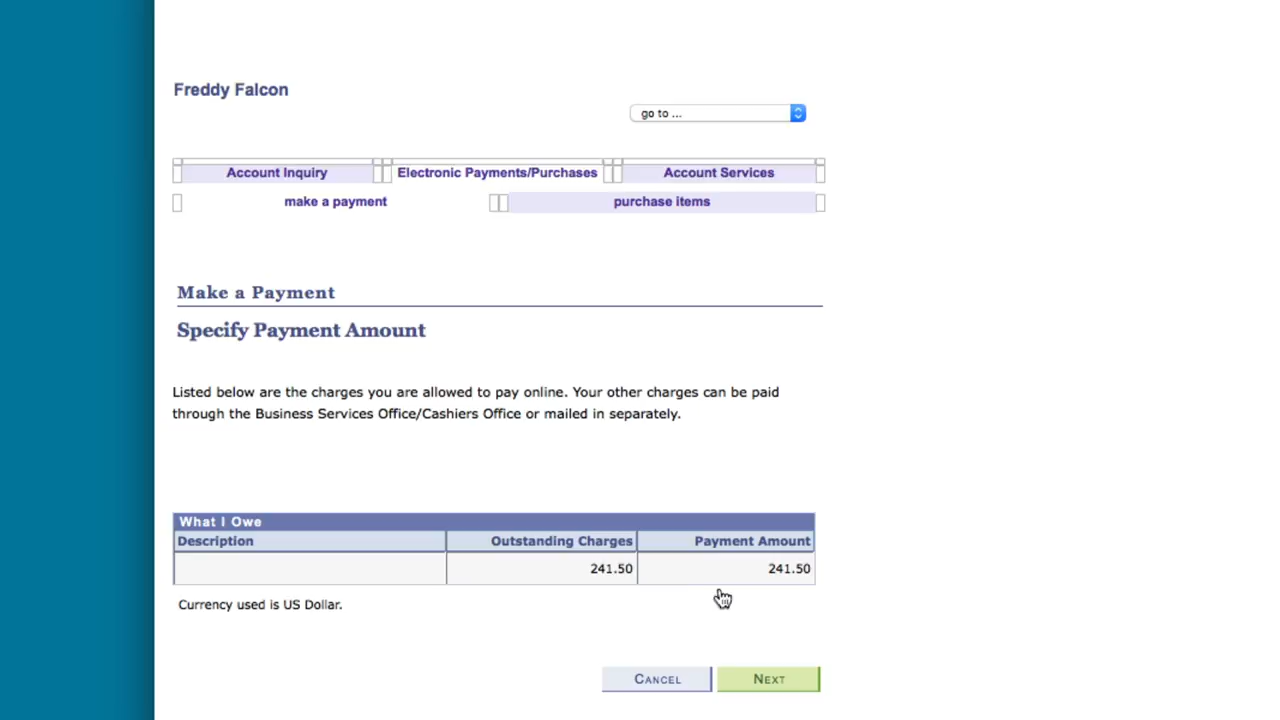 Freddy Falcon
go to ...
Account Inquiry Electronic Payments/Purchases Account Services
make a payment purchase items
Make a Payment
Specify Payment Amount
Listed below are the charges you are allowed to pay online. Your other charges can be paid
through the Business Services Office/Cashiers Office or mailed in separately.
What I Owe
Description Outstanding Charges Payment Amount
241.50 241.50
Currency used is US Dollar.
CANCEL NEXT